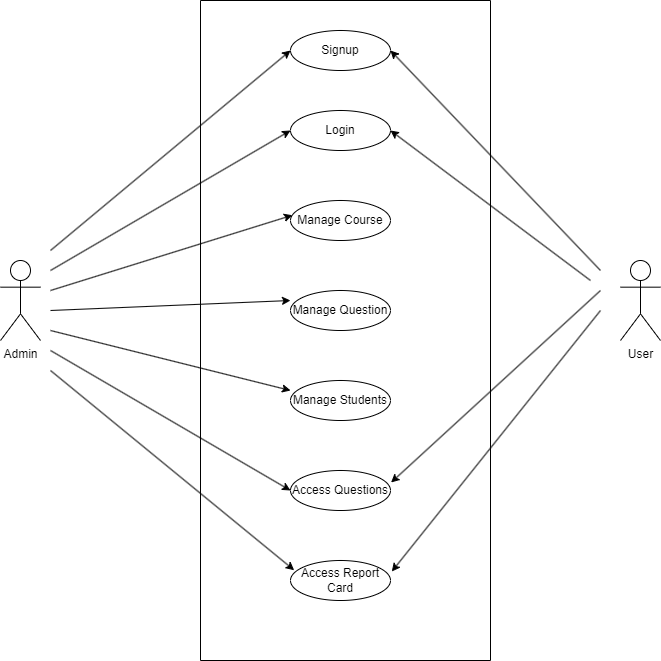 Signup
Login
Manage Course
Manage Question
Manage Students
Access Questions
Access Report
Card
Admin
User